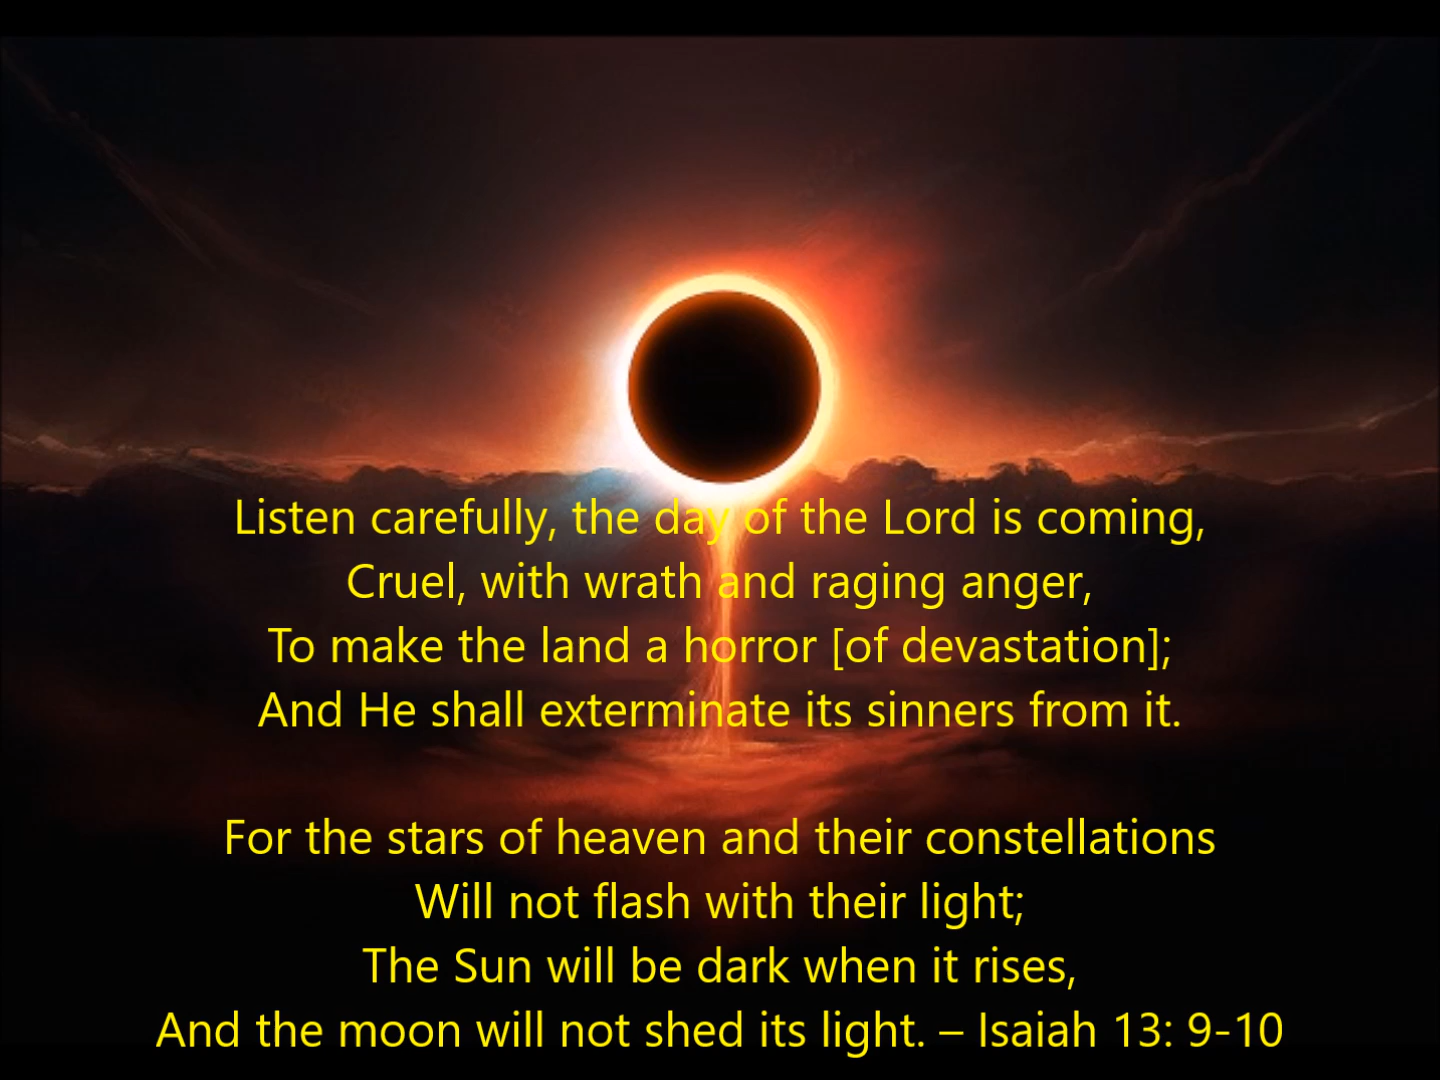 Listen carefully, the day of the Lord is coming,
Cruel, with wrath and raging anger,
To make the land a horror [of devastation];
And He shall exterminate its sinners from it.
For the stars of heaven and their constellations
Will not flash with their light;
The Sun will be dark when it rises,
And the moon will not shed its light. – Isaiah 13: 9-10